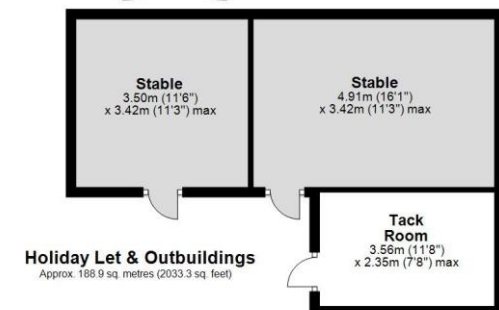 Stable
3.50m (11'6")
x 3.42m (11'3") max
Stable
4.91m (16'1")
x 3.42m (11'3") max
Tack
Room
3.56m (11'8")
x 2.35m (7'8") max
Holiday Let & Outbuildings
Approx. 188.9 sq. metres (2033.3 sq. feet)